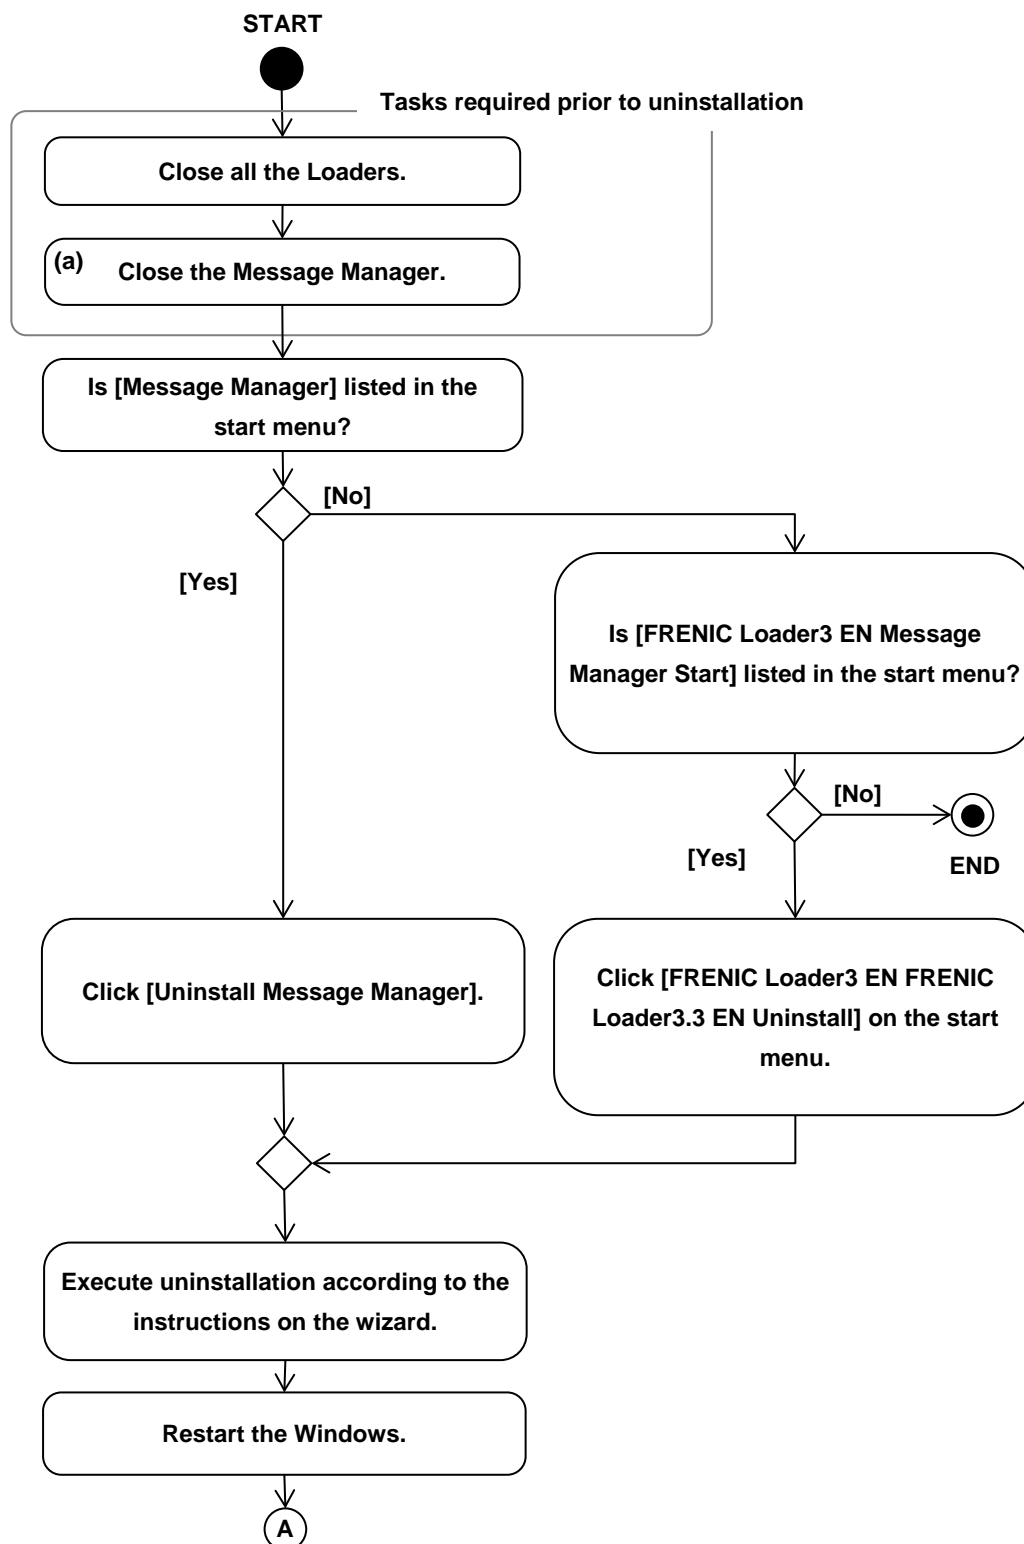 START
Tasks required prior to uninstallation
Close all the Loaders.
(a)
Close the Message Manager.
Is [Message Manager] listed in the
start menu?
[No]
[Yes]
Is [FRENIC Loader3 EN Message
Manager Start] listed in the start menu?
[No]
[Yes]
END
Click [Uninstall Message Manager].
Click [FRENIC Loader3 EN FRENIC
Loader3.3 EN Uninstall] on the start
menu.
Execute uninstallation according to the
instructions on the wizard.
Restart the Windows.
A